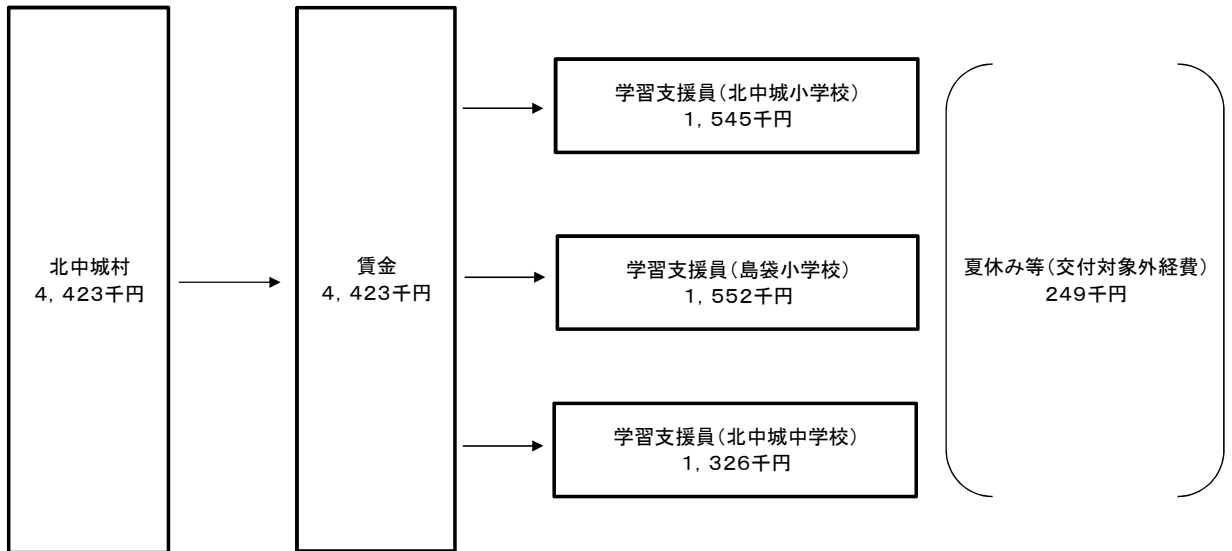 北中城村
4,423千円
賃金
4,423千円
学習支援員(北中城小学校)
1,545千円
学習支援員(島袋小学校)
1,552千円
学習支援員(北中城中学校)
1,326千円
夏休み等(交付対象外経費)
249千円